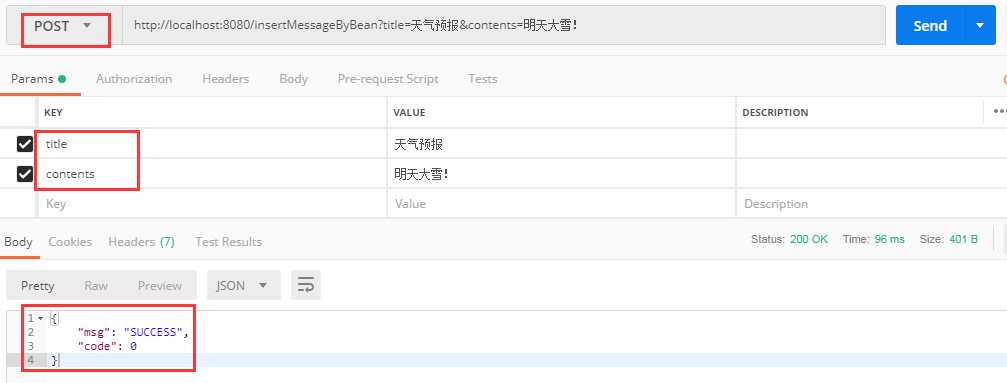 POST http://localhost:8080/insertMessageByBean?title=天气预报&contents=明天大雪! Send
Params Authorization Headers Body Pre-request Script Tests
KEY VALUE DESCRIPTION
title 天气预报
contents 明天大雪!
Key Value Description
Body Cookies Headers (7) Test Results Status: 200 OK Time: 96 ms Size: 401 B
Pretty Raw Preview JSON
1 {
2 "msg": "SUCCESS",
3 "code": 0
4 }